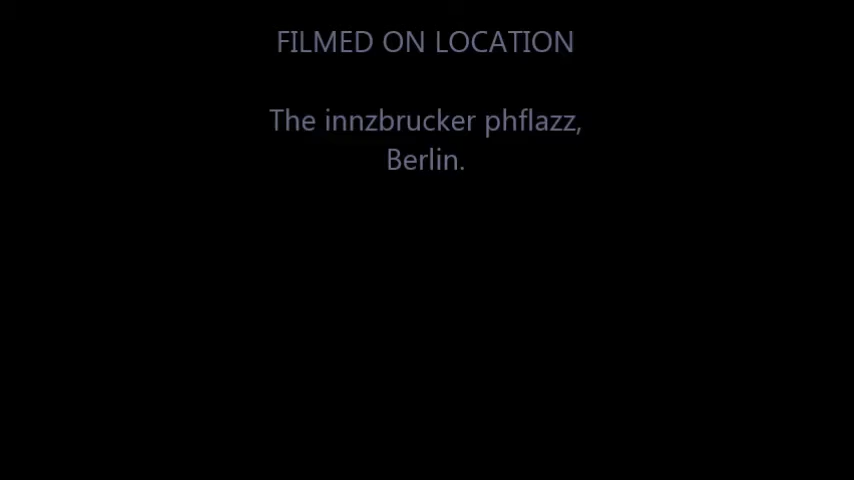 FILMED ON LOCATION
The innzbrucker phflazz,
Berlin.